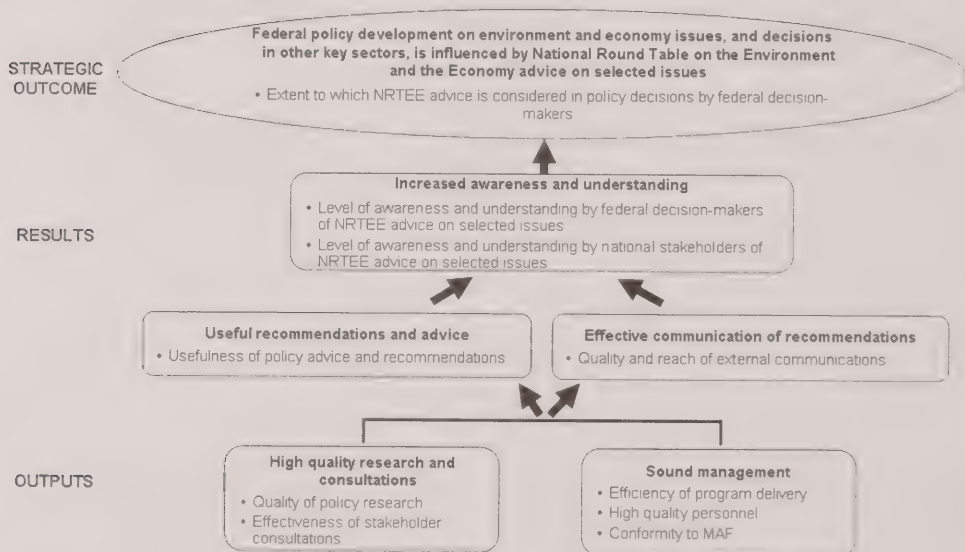 Federal policy development on environment and economy issues, and decisions
in other key sectors, is influenced by National Round Table on the Environment
and the Economy advice on selected issues
• Extent to which NRTEE advice is considered in policy decisions by federal decision-
makers
STRATEGIC
OUTCOME
Increased awareness and understanding
• Level of awareness and understanding by federal decision-makers
of NRTEE advice on selected issues
• Level of awareness and understanding by national stakeholders of
NRTEE advice on selected issues
RESULTS
Useful recommendations and advice
• Usefulness of policy advice and recommendations
Effective communication of recommendations
• Quality and reach of external communications
OUTPUTS
High quality research and
consultations
• Quality of policy research
• Effectiveness of stakeholder
consultations
Sound management
• Efficiency of program delivery
• High quality personnel
• Conformity to MAF